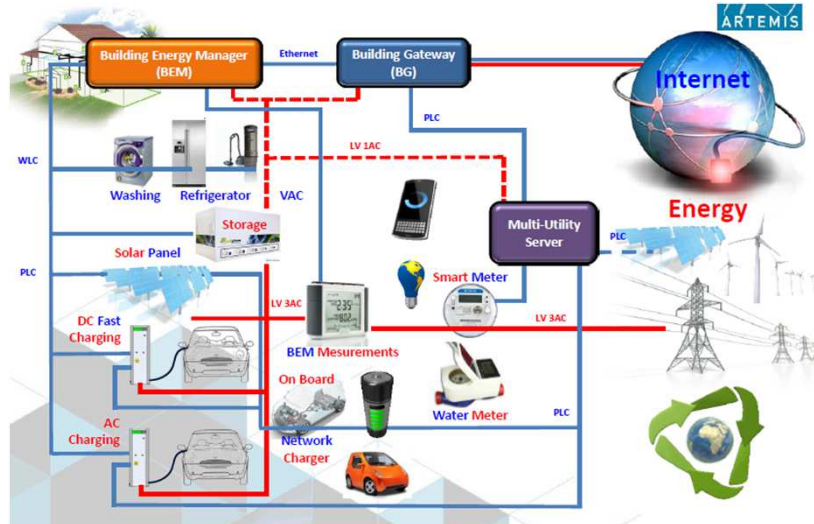 ARTEMIS
Building Energy Manager
(BEM)
Ethernet
Building Gateway
(BG)
Internet
PLC
WLC
LV 1AC
Washing
Refrigerator
VAC
Energy
Storage
Multi-Utility
Server
PLC
Solar Panel
Smart Meter
PLC
LV 3AC
LV 3AC
DC Fast
Charging
BEM Mesurements
On Board
Water Meter
PLC
AC
Charging
Network
Charger